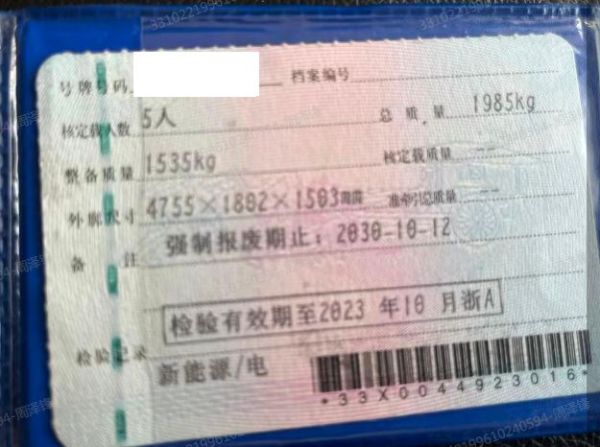 号牌号码 档案编号
核定载人数 5人 总质量 1985kg
整备质量 1535kg 核定载质量 --
外廓尺寸 4755×1802×1503 准牵引总质量 --
备注 强制报废期止：2030-10-12
检验有效期至2023年10月浙A
检验记录
新能源/电
*33X0044923016*